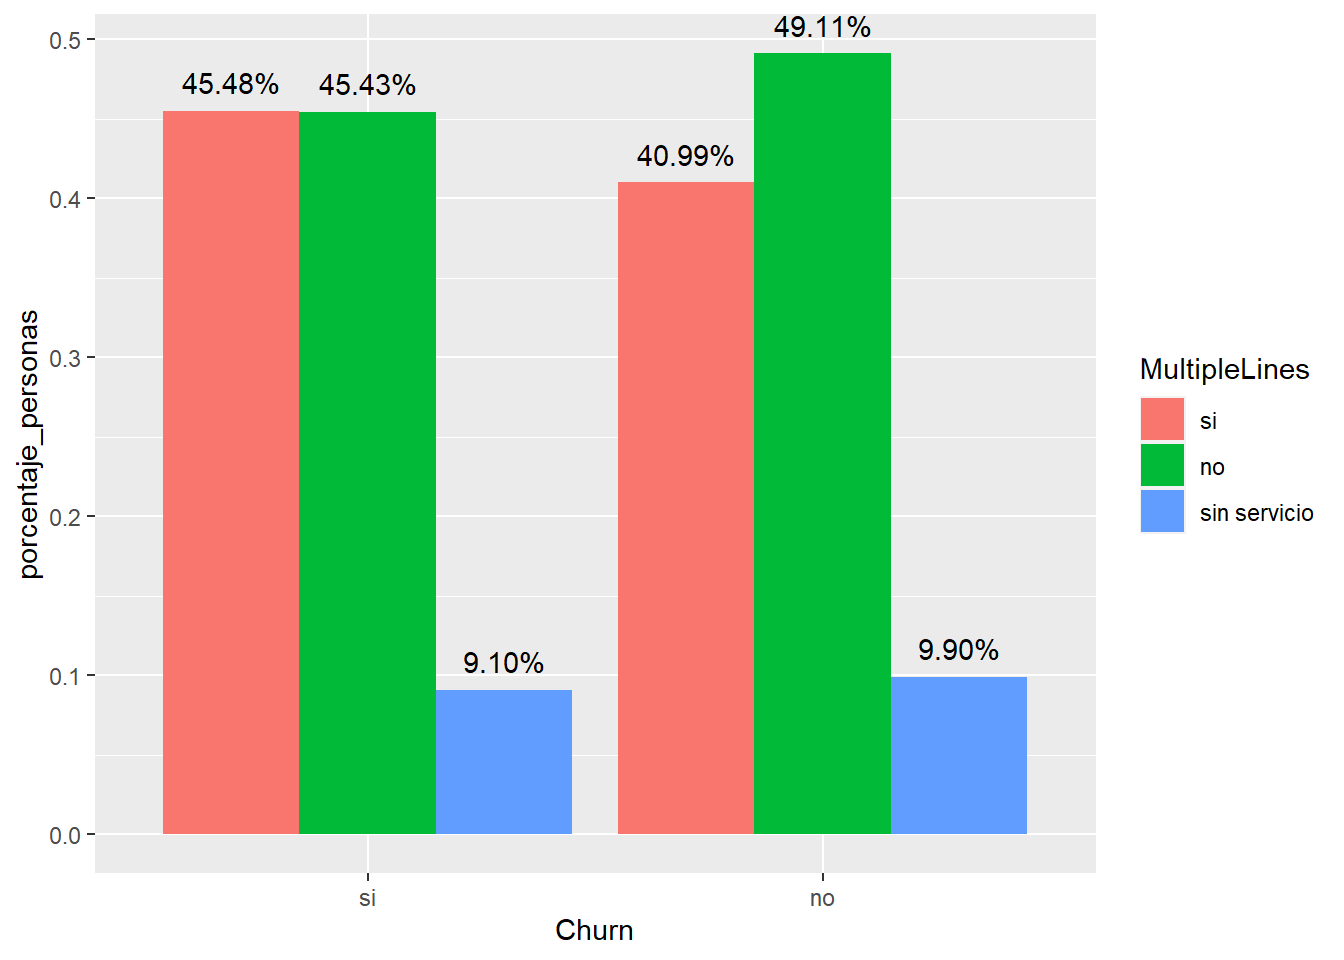 porcentaje_personas
0.5
0.4
0.3
0.2
0.1
0.0
45.48%
45.43%
9.10%
40.99%
49.11%
9.90%
si
no
Churn
MultipleLines
si
no
sin servicio